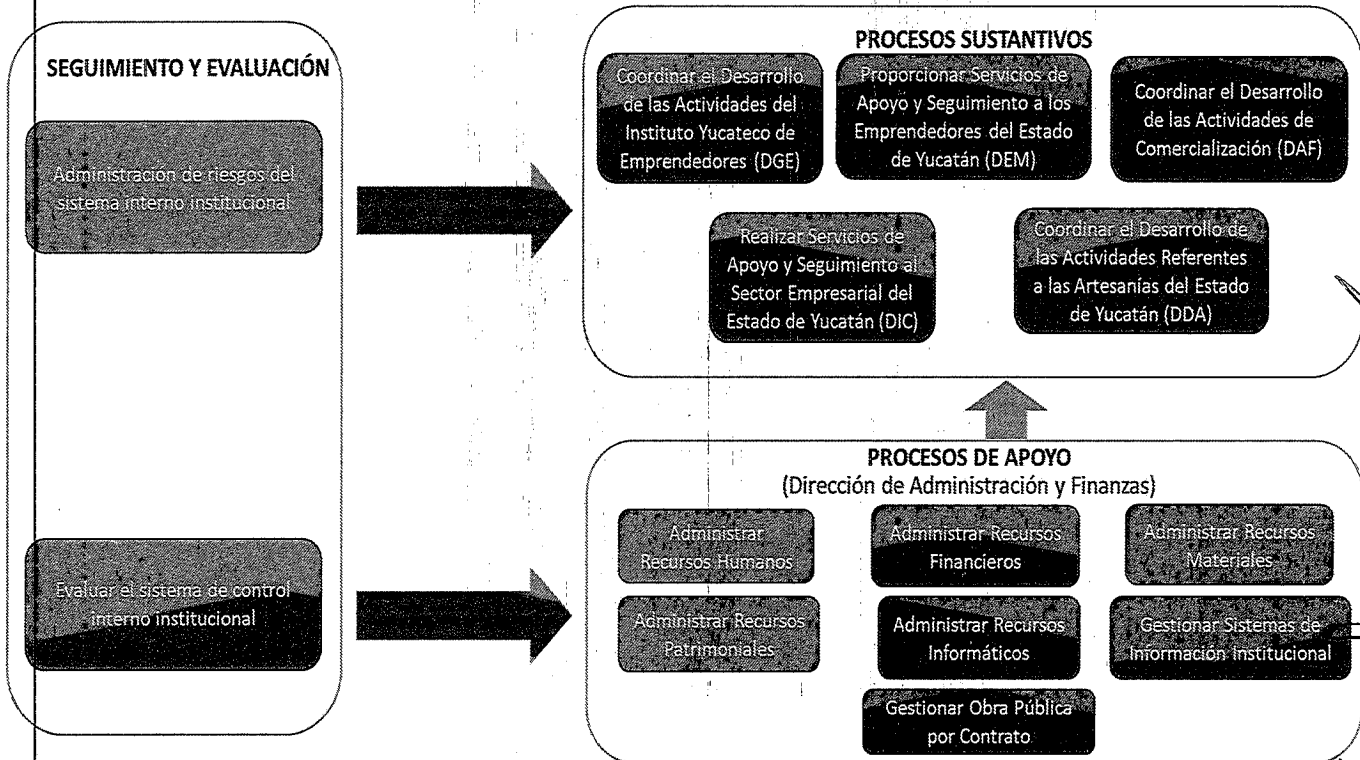 SEGUIMIENTO Y EVALUACIÓN
Administración de riesgos del
sistema interno institucional
Evaluar el sistema de control
interno institucional
PROCESOS SUSTANTIVOS
Coordinar el Desarrollo
de las Actividades del
Instituto Yucateco de
Emprendedores (DGE)
Proporcionar Servicios de
Apoyo y Seguimiento a los
Emprendedores del Estado
de Yucatán (DEM)
Coordinar el Desarrollo
de las Actividades de
Comercialización (DAF)
Realizar Servicios de
Apoyo y Seguimiento al
Sector Empresarial del
Estado de Yucatán (DIC)
Coordinar el Desarrollo de
las Actividades Referentes
a las Artesanías del Estado
de Yucatán (DDA)
PROCESOS DE APOYO
(Dirección de Administración y Finanzas)
Administrar
Recursos Humanos
Administrar Recursos
Financieros
Administrar Recursos
Materiales
Administrar Recursos
Patrimoniales
Administrar Recursos
Informáticos
Gestionar Sistemas de
Información Institucional
Gestionar Obra Pública
por Contrato